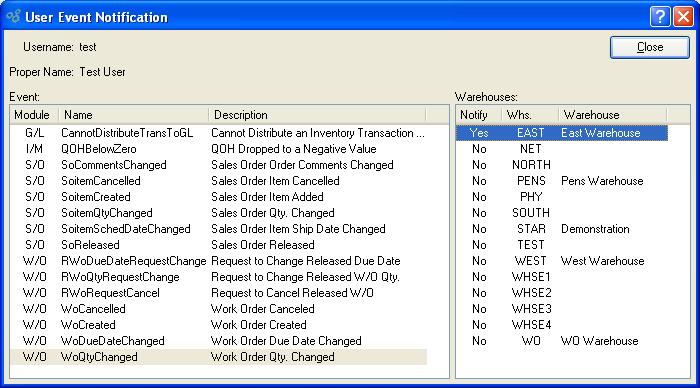 User Event Notification
Username: test
Close
Proper Name: Test User
Event:
Module Name Description
G/L CannotDistributeTransToGL Cannot Distribute an Inventory Transaction ...
I/M QOHBelowZero QOH Dropped to a Negative Value
S/O SoCommentsChanged Sales Order Order Comments Changed
S/O SoitemCancelled Sales Order Item Cancelled
S/O SoitemCreated Sales Order Item Added
S/O SoitemQtyChanged Sales Order Qty. Changed
S/O SoitemSchedDateChanged Sales Order Item Ship Date Changed
S/O SoReleased Sales Order Released
W/O RWoDueDateRequestChange Request to Change Released Due Date
W/O RWoQtyRequestChange Request to Change Released W/O Qty.
W/O RWoRequestCancel Request to Cancel Released W/O
W/O WoCancelled Work Order Canceled
W/O WoCreated Work Order Created
W/O WoDueDateChanged Work Order Due Date Changed
W/O WoQtyChanged Work Order Qty. Changed
Warehouses:
Notify Whs. Warehouse
Yes EAST East Warehouse
No NET
No NORTH
No PENS Pens Warehouse
No PHY
No SOUTH
No STAR Demonstration
No TEST
No WEST West Warehouse
No WHSE1
No WHSE2
No WHSE3
No WHSE4
No WO WO Warehouse